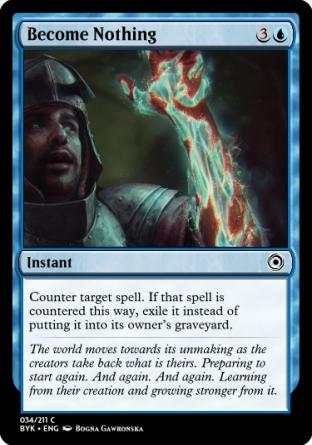 Become Nothing 3
Instant
Counter target spell. If that spell is
countered this way, exile it instead of
putting it into its owner's graveyard.
The world moves towards its unmaking as the
creators take back what is theirs. Preparing to
start again. And again. And again. Learning
from their creation and growing stronger from it.
034/211 C
BYK • ENG Bogna Gawronska